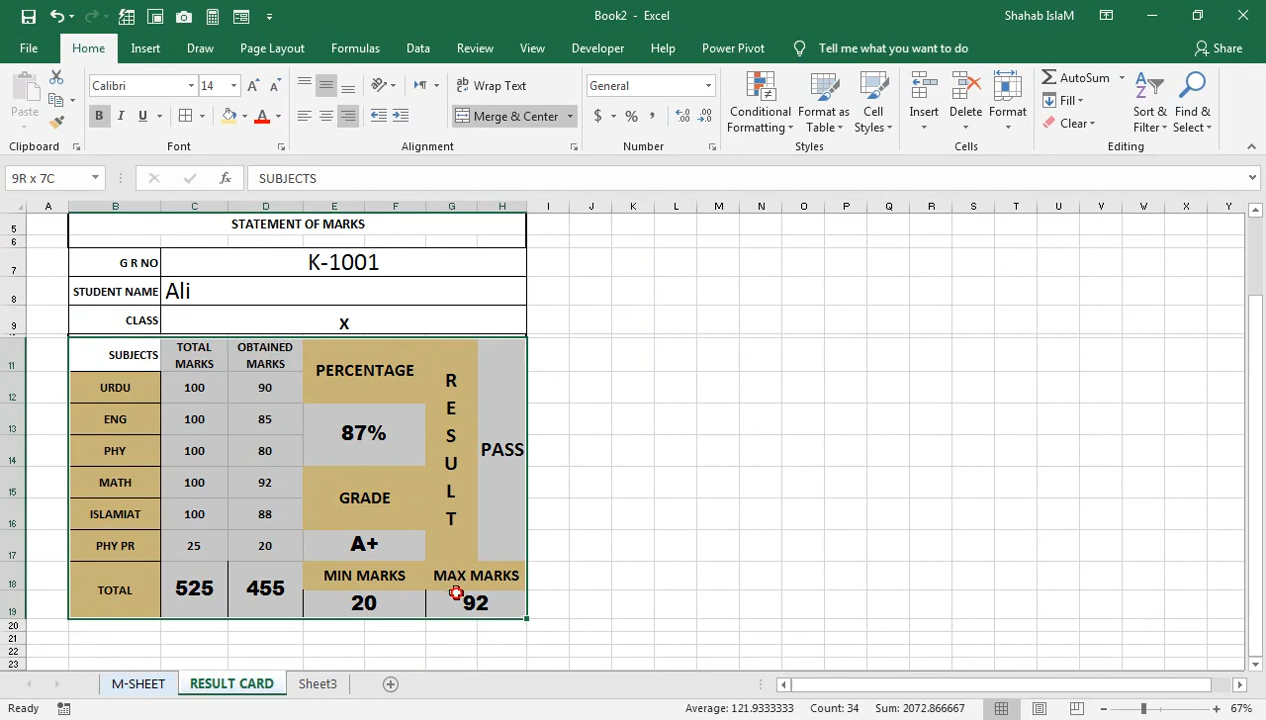 Book2 - Excel
Shahab IslaM
File Home Insert Draw Page Layout Formulas Data Review View Developer Help Power Pivot Tell me what you want to do Share
Paste
Clipboard
Calibri 14
B I U
Font
Wrap Text
Merge & Center
Alignment
General
$ % ,
Number
Conditional Formatting
Format as Table
Cell Styles
Styles
Insert Delete Format
Cells
AutoSum
Fill
Clear
Sort & Filter
Find & Select
Editing
9R x 7C fx SUBJECTS
A B C D E F G H I J K L M N O P Q R S T U V W X Y
5 STATEMENT OF MARKS
6
7 G R NO K-1001
8 STUDENT NAME Ali
9 CLASS X
11 SUBJECTS TOTAL MARKS OBTAINED MARKS PERCENTAGE RESULT PASS
12 URDU 100 90
13 ENG 100 85 87%
14 PHY 100 80
15 MATH 100 92 GRADE
16 ISLAMIAT 100 88
17 PHY PR 25 20 A+
18 TOTAL 525 455 MIN MARKS MAX MARKS
19 20 92
20
21
22
23
M-SHEET RESULT CARD Sheet3
Ready Average: 121.9333333 Count: 34 Sum: 2072.866667 67%